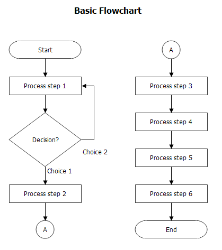 Basic Flowchart
Start
Process step 1
Decision?
Choice 2
Choice 1
Process step 2
A
A
Process step 3
Process step 4
Process step 5
Process step 6
End